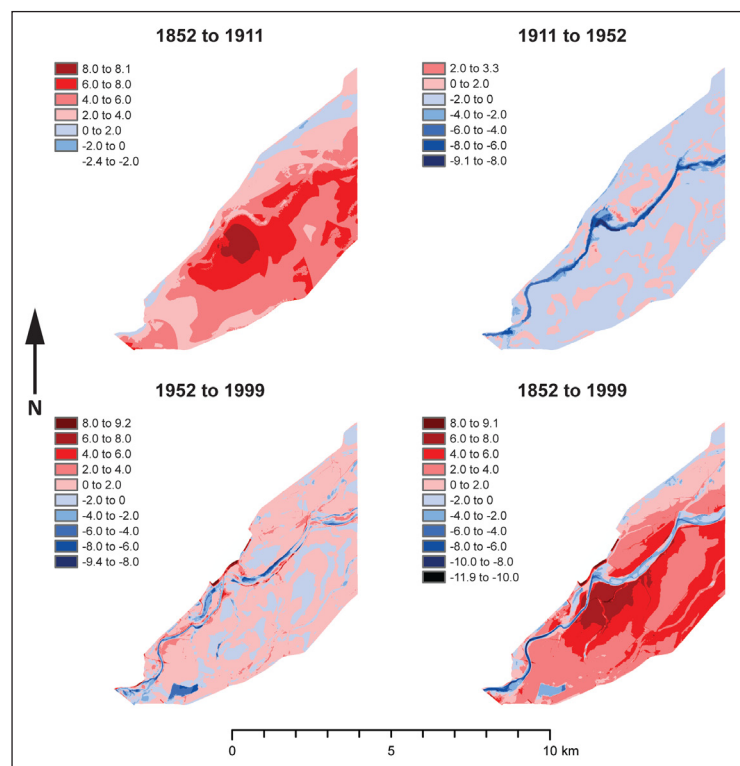 1852 to 1911
8.0 to 8.1
6.0 to 8.0
4.0 to 6.0
2.0 to 4.0
0 to 2.0
-2.0 to 0
-2.4 to -2.0
1911 to 1952
2.0 to 3.3
0 to 2.0
-2.0 to 0
-4.0 to -2.0
-6.0 to -4.0
-8.0 to -6.0
-9.1 to -8.0
N
1952 to 1999
8.0 to 9.2
6.0 to 8.0
4.0 to 6.0
2.0 to 4.0
0 to 2.0
-2.0 to 0
-4.0 to -2.0
-6.0 to -4.0
-8.0 to -6.0
-9.4 to -8.0
1852 to 1999
8.0 to 9.1
6.0 to 8.0
4.0 to 6.0
2.0 to 4.0
0 to 2.0
-2.0 to 0
-4.0 to -2.0
-6.0 to -4.0
-8.0 to -6.0
-10.0 to -8.0
-11.9 to -10.0
0 5 10 km